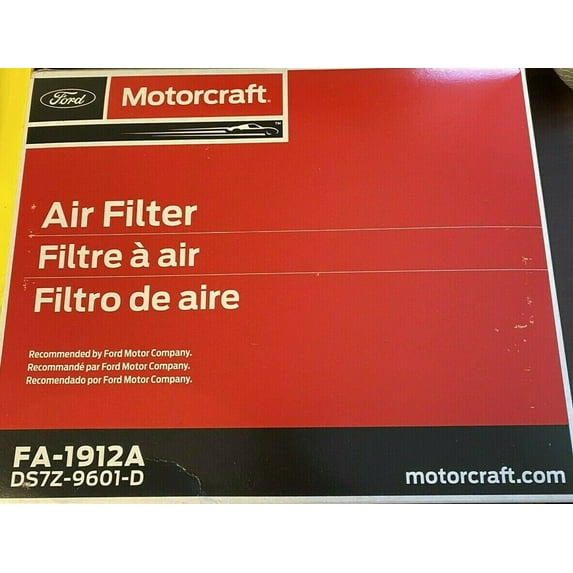 Ford
Motorcraft®
™
Air Filter
Filtre à air
Filtro de aire
Recommended by Ford Motor Company.
Recommandé par Ford Motor Company.
Recomendado por Ford Motor Company.
FA-1912A
DS7Z-9601-D
motorcraft.com